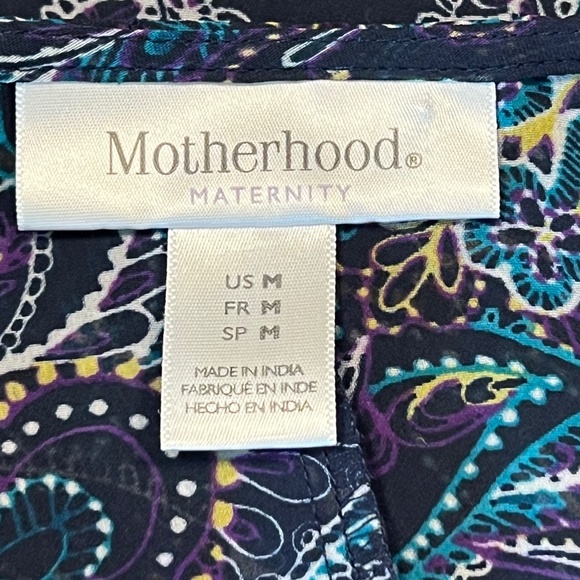 Motherhood®
MATERNITY
US M
FR M
SP M
MADE IN INDIA
FABRIQUÉ EN INDE
HECHO EN INDIA